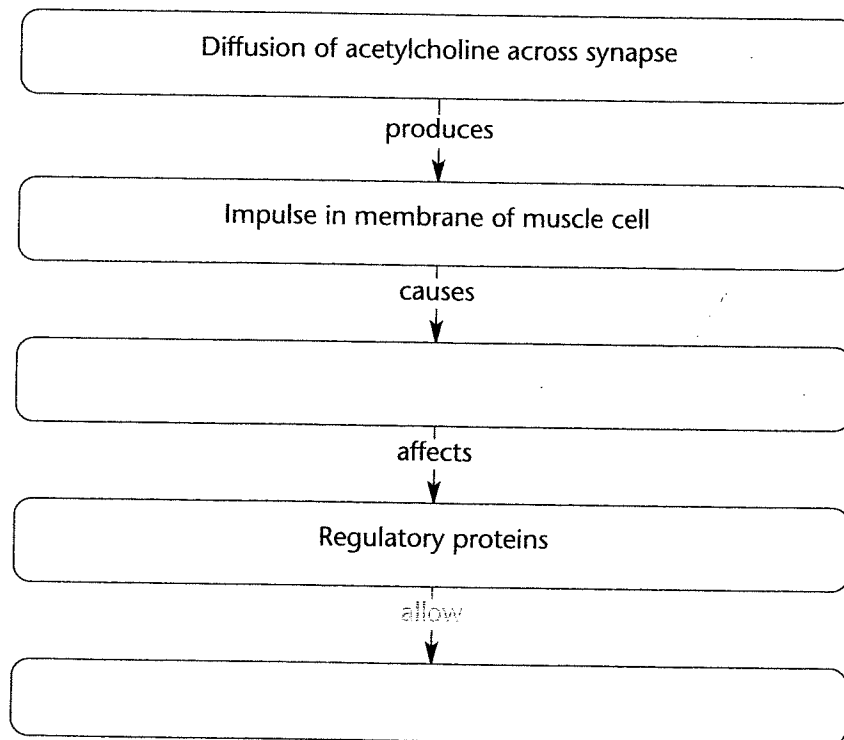 Diffusion of acetylcholine across synapse
produces
Impulse in membrane of muscle cell
causes
affects
Regulatory proteins
allow